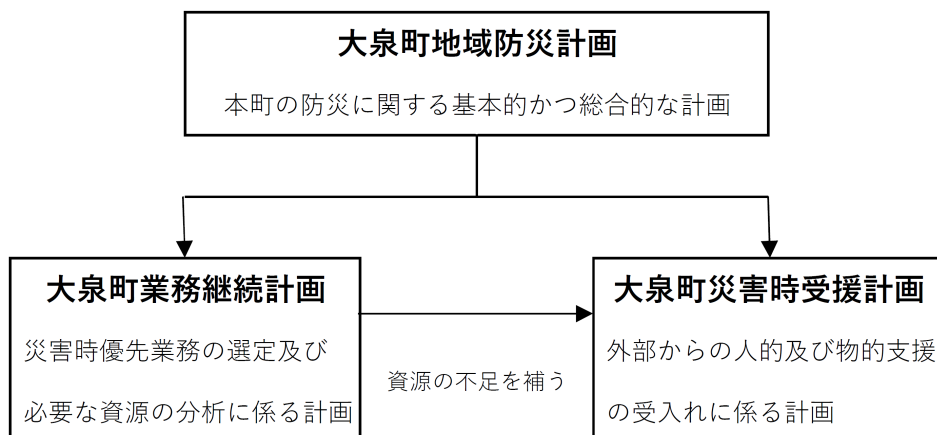 大泉町地域防災計画
本町の防災に関する基本的かつ総合的な計画
大泉町業務継続計画
災害時優先業務の選定及び
必要な資源の分析に係る計画
資源の不足を補う
大泉町災害時受援計画
外部からの人的及び物的支援
の受入れに係る計画